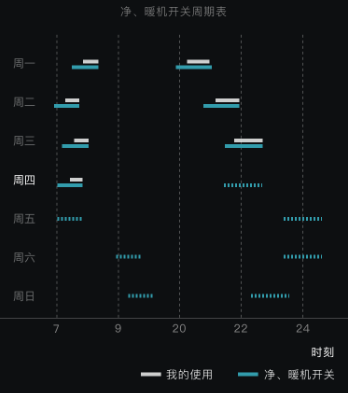 净、暖机开关周期表
周一
周二
周三
周四
周五
周六
周日
7 9 20 22 24
时刻
我的使用 净、暖机开关